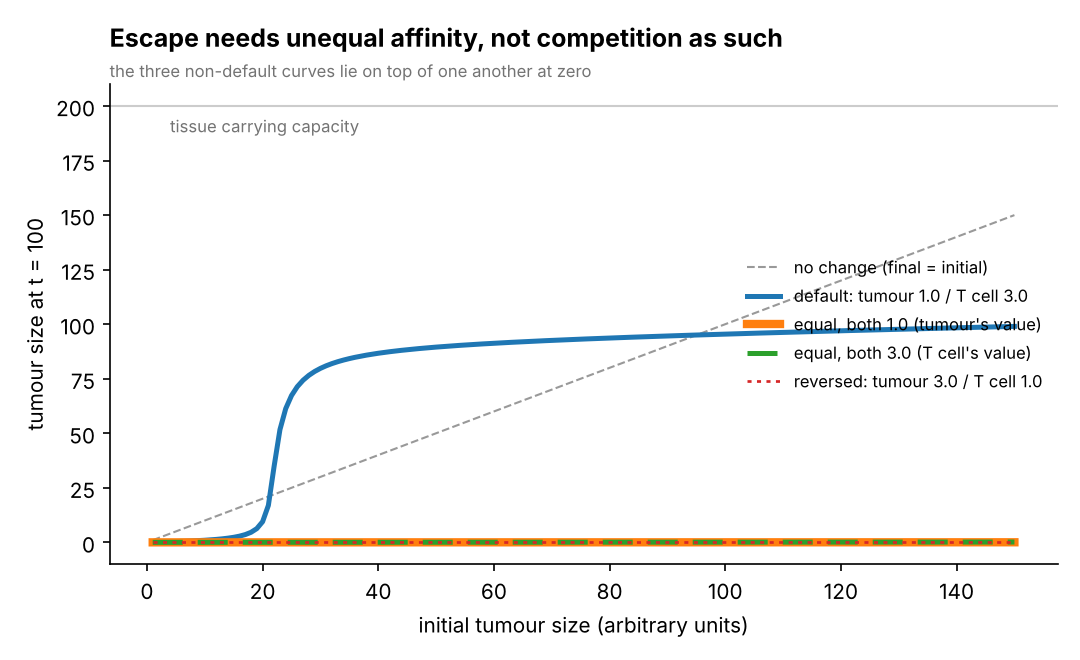 Escape needs unequal affinity, not competition as such
the three non-default curves lie on top of one another at zero
tumour size at t = 100
200
175
150
125
100
75
50
25
0
tissue carrying capacity
no change (final = initial)
default: tumour 1.0 / T cell 3.0
equal, both 1.0 (tumour's value)
equal, both 3.0 (T cell's value)
reversed: tumour 3.0 / T cell 1.0
0 20 40 60 80 100 120 140
initial tumour size (arbitrary units)